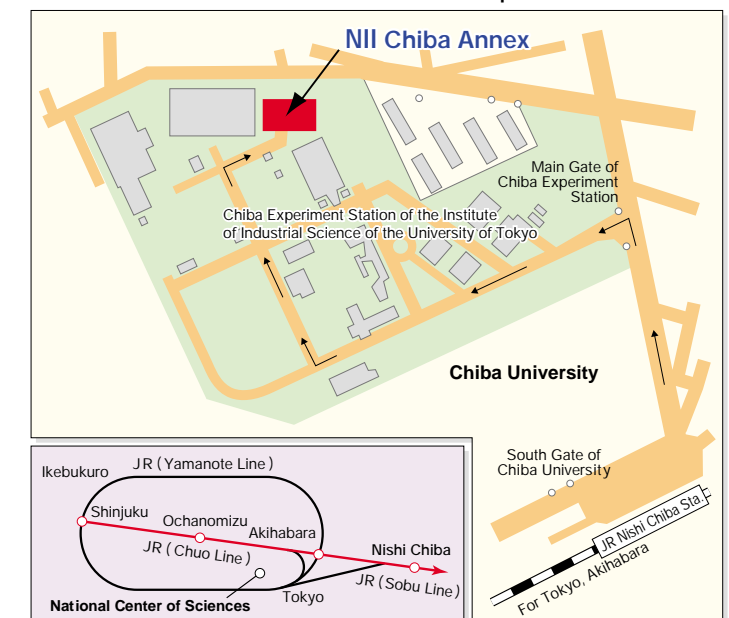 NII Chiba Annex
Main Gate of
Chiba Experiment
Station
Chiba Experiment Station of the Institute
of Industrial Science of the University of Tokyo
Chiba University
South Gate of
Chiba University
JR Nishi Chiba Sta.
For Tokyo, Akihabara
JR (Yamanote Line)
Ikebukuro
Shinjuku
Ochanomizu
Akihabara
JR (Chuo Line)
Nishi Chiba
JR (Sobu Line)
Tokyo
National Center of Sciences